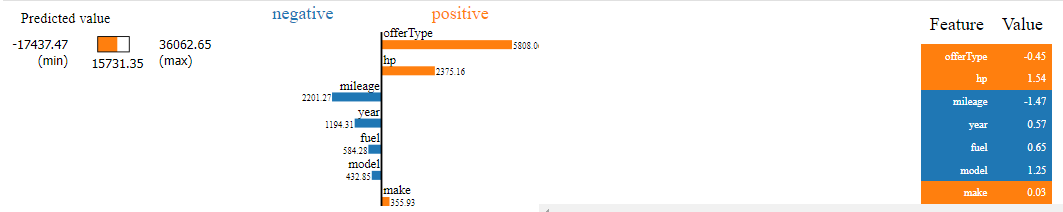 Predicted value
-17437.47
(min)
15731.35
36062.65
(max)
negative positive
offerType
5808.0
hp
2375.16
mileage
2201.27
year
1194.31
fuel
584.28
model
432.85
make
355.93
Feature Value
offerType -0.45
hp 1.54
mileage -1.47
year 0.57
fuel 0.65
model 1.25
make 0.03